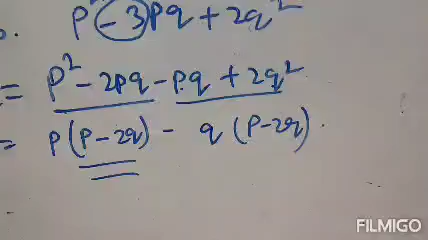 p² - 3pq + 2q²
= p² - 2pq - pq + 2q²
= p(p-2q) - q(p-2q).
FILMIGO